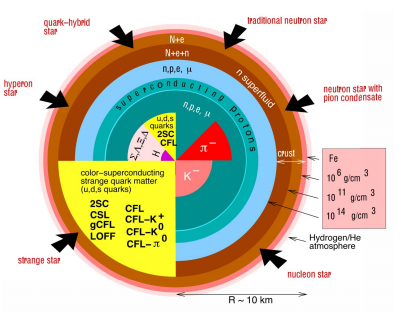 quark-hybrid
star
traditional neutron star
N+e
N+e+n
n,p,e, μ
n superfluid
hyperon
star
neutron star with
pion condensate
superconducting protons
n,p,e, μ
u,d,s
quarks
2SC
CFL
Σ,Λ,Ξ,Δ
H
π⁻
K⁻
crust
Fe
10⁶ g/cm³
10¹¹ g/cm³
10¹⁴ g/cm³
color-superconducting
strange quark matter
(u,d,s quarks)
2SC
CSL
gCFL
LOFF
CFL
CFL-K⁺
CFL-K⁰
CFL-π⁰
Hydrogen/He
atmosphere
strange star
nucleon star
R ~ 10 km